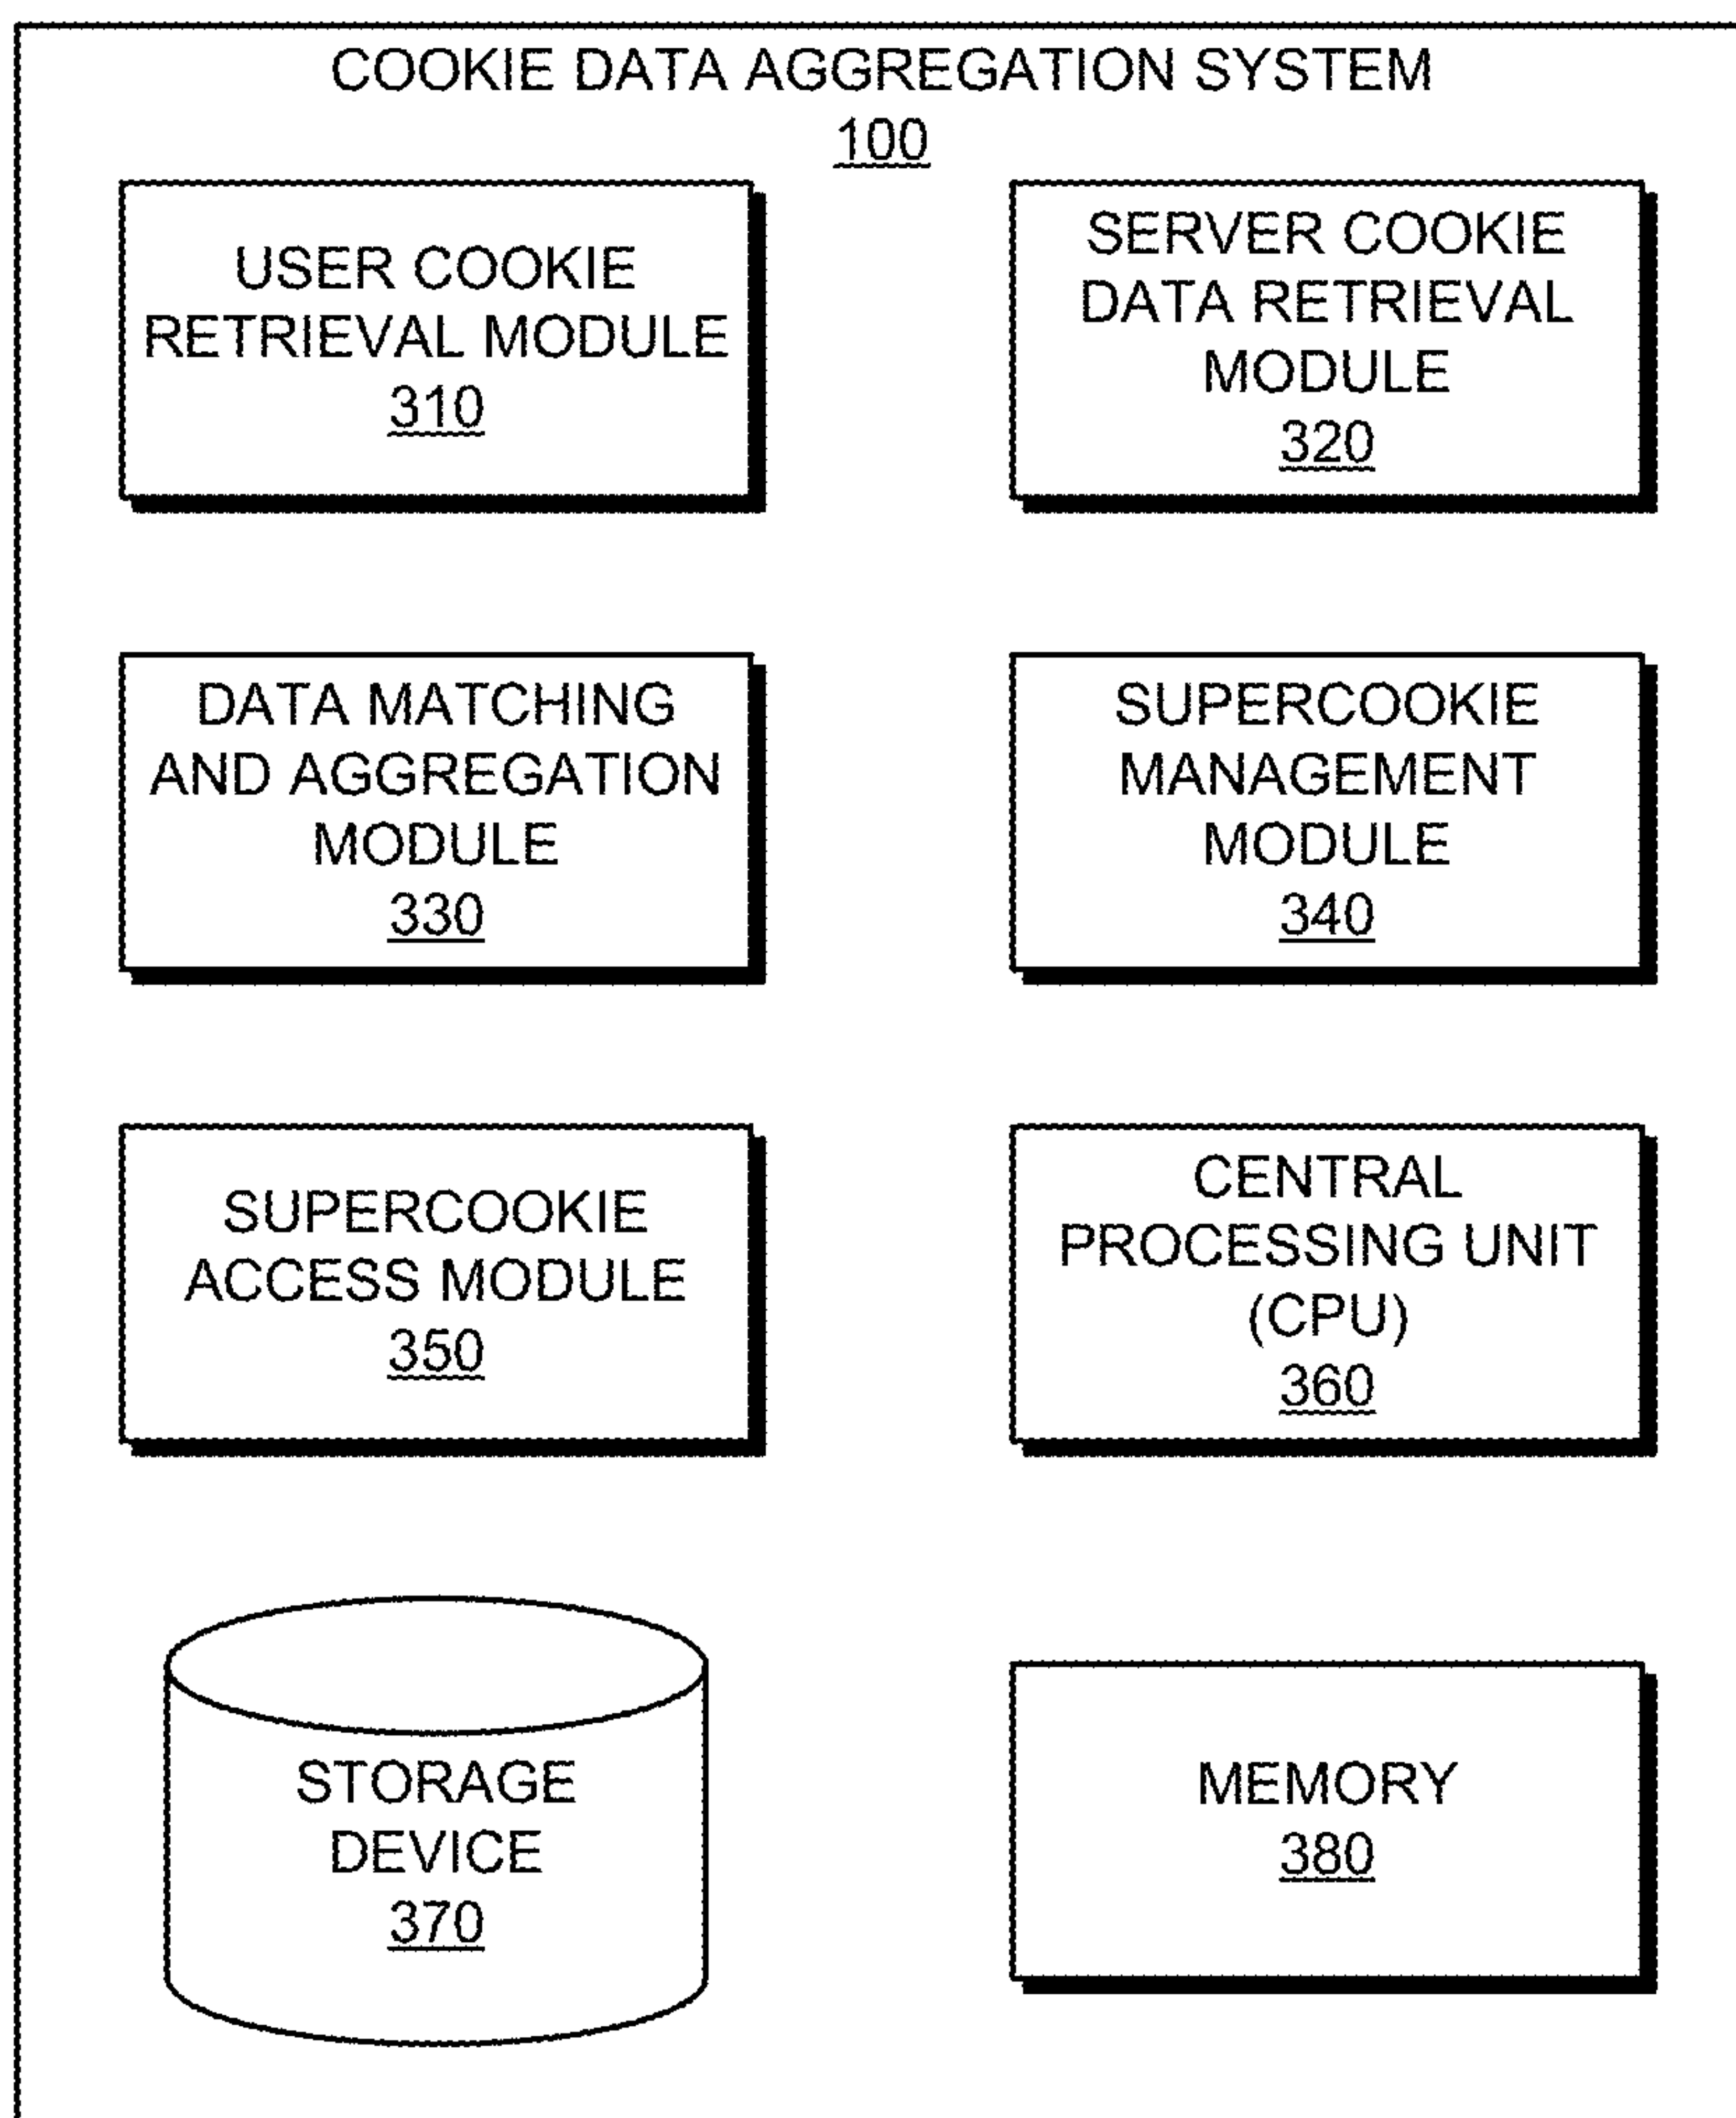 COOKIE DATA AGGREGATION SYSTEM
100
USER COOKIE
RETRIEVAL MODULE
310
SERVER COOKIE
DATA RETRIEVAL
MODULE
320
DATA MATCHING
AND AGGREGATION
MODULE
330
SUPERCOOKIE
MANAGEMENT
MODULE
340
SUPERCOOKIE
ACCESS MODULE
350
CENTRAL
PROCESSING UNIT
(CPU)
360
STORAGE
DEVICE
370
MEMORY
380